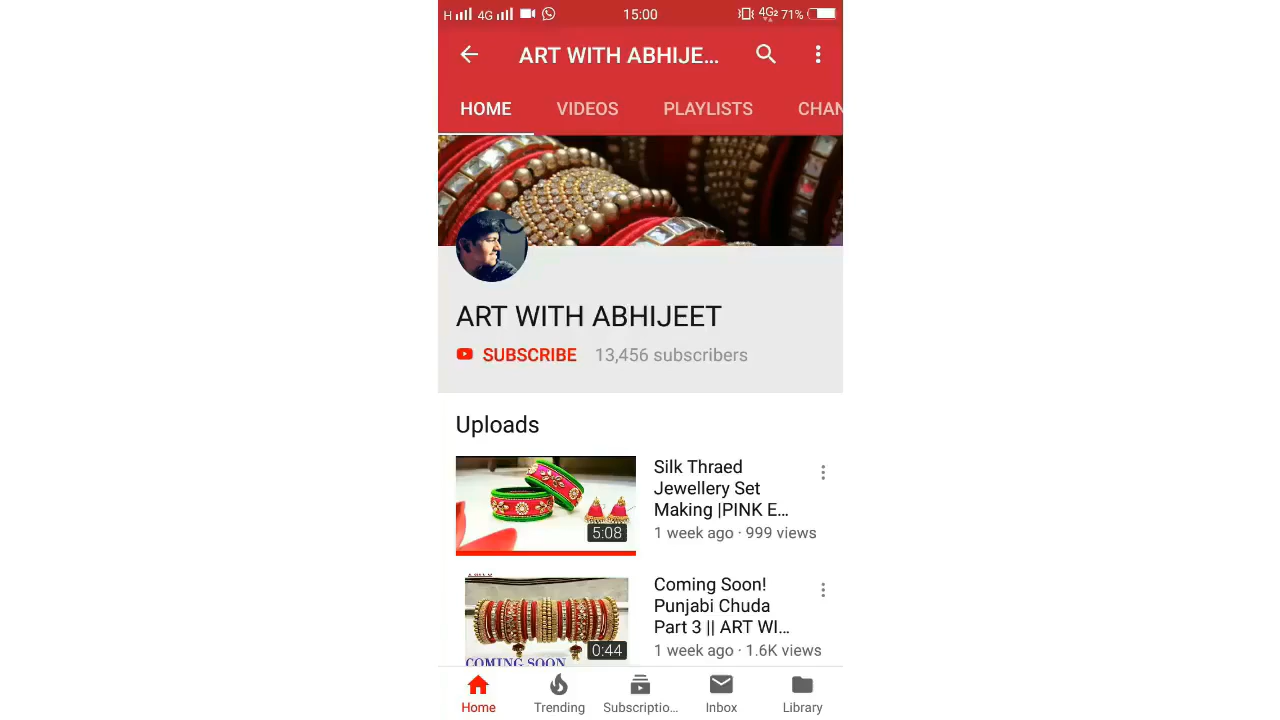 H 4G 15:00 4G2 71%
ART WITH ABHIJE...
HOME VIDEOS PLAYLISTS CHAN
ART WITH ABHIJEET
SUBSCRIBE 13,456 subscribers
Uploads
Silk Thraed
Jewellery Set
Making |PINK E...
1 week ago · 999 views
5:08
Coming Soon!
Punjabi Chuda
Part 3 || ART WI...
1 week ago · 1.6K views
0:44
COMING SOON
Home Trending Subscriptio... Inbox Library